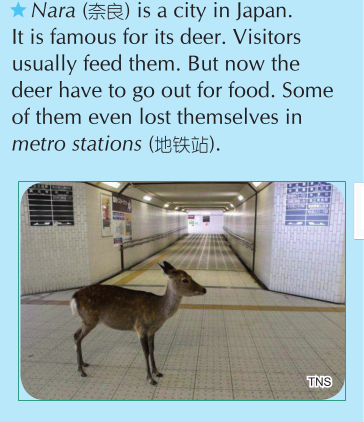 ★ Nara (奈良) is a city in Japan.
It is famous for its deer. Visitors
usually feed them. But now the
deer have to go out for food. Some
of them even lost themselves in
metro stations (地铁站).
TNS